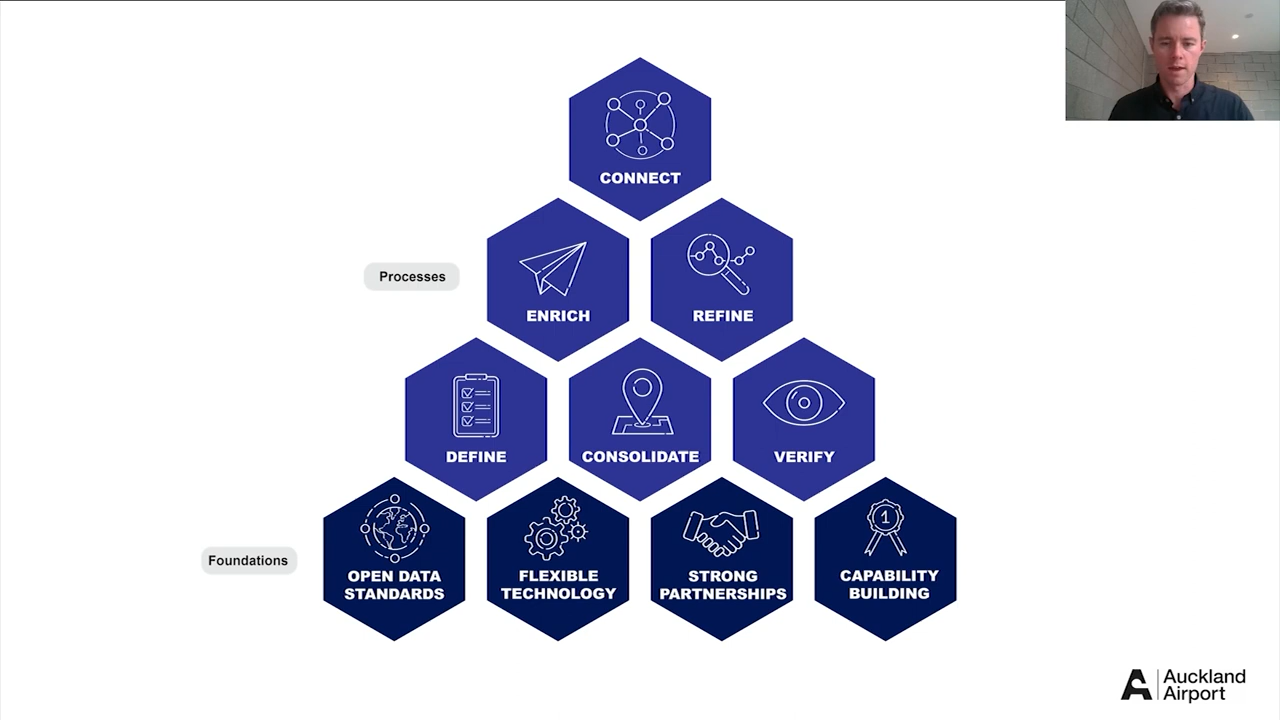 CONNECT
Processes
ENRICH
REFINE
DEFINE
CONSOLIDATE
VERIFY
Foundations
1
OPEN DATA
STANDARDS
FLEXIBLE
TECHNOLOGY
STRONG
PARTNERSHIPS
CAPABILITY
BUILDING
Auckland
Airport